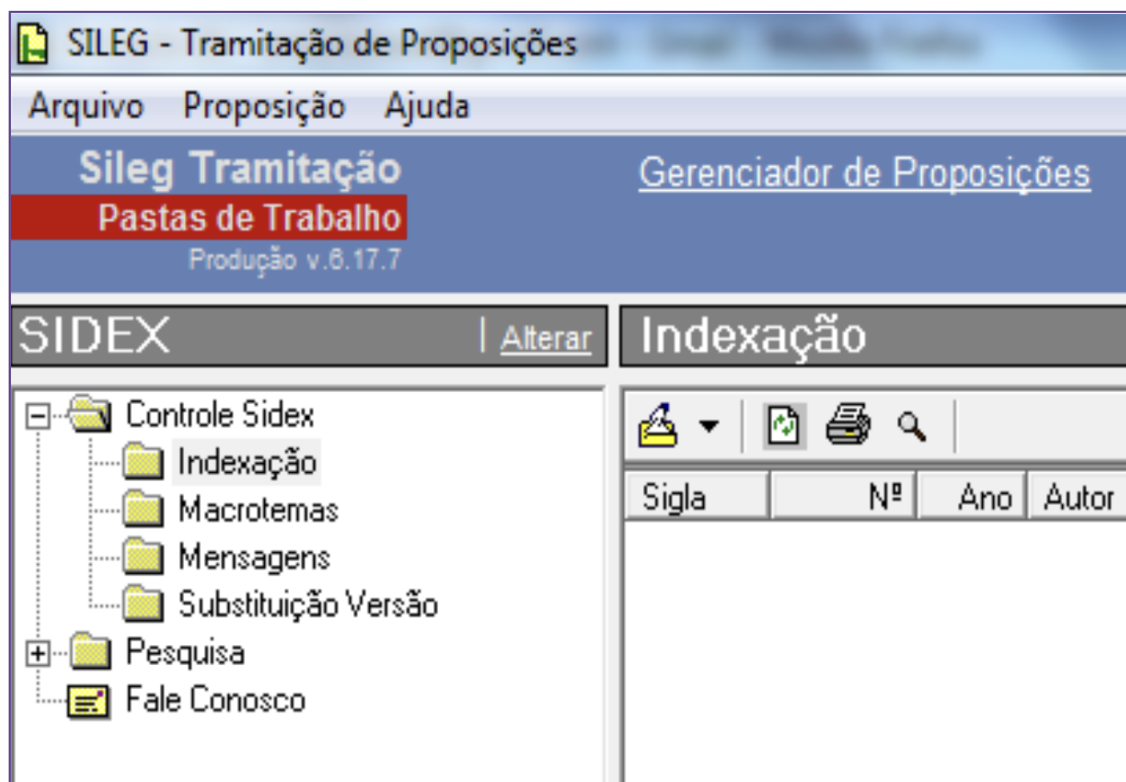 SILEG - Tramitação de Proposições
Arquivo Proposição Ajuda
Sileg Tramitação
Pastas de Trabalho
Produção v.6.17.7
Gerenciador de Proposições
SIDEX | Alterar
Indexação
Controle Sidex
Indexação
Macrotemas
Mensagens
Substituição Versão
Pesquisa
Fale Conosco
Sigla Nº Ano Autor